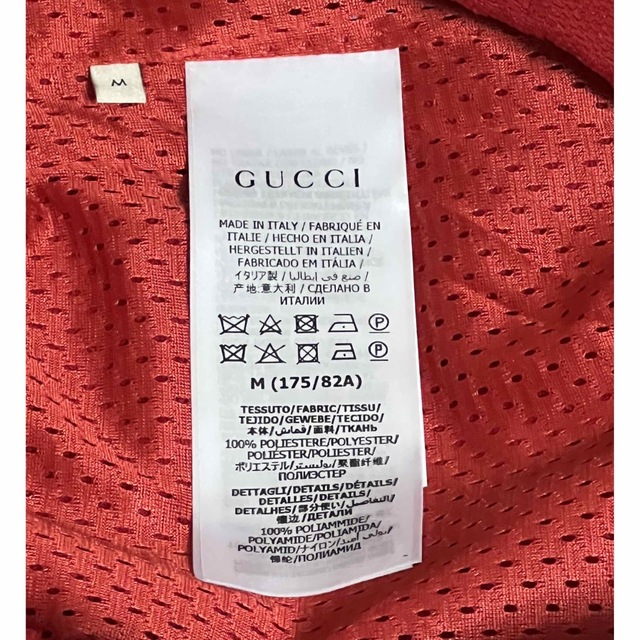 M
GUCCI
MADE IN ITALY / FABRIQUÉ EN
ITALIE / HECHO EN ITALIA /
HERGESTELLT IN ITALIEN /
FABRICADO EM ITÁLIA /
イタリア製 / صنع في ايطاليا /
产地:意大利 / СДЕЛАНО В
ИТАЛИИ
M (175/82A)
TESSUTO/FABRIC/TISSU/
TEJIDO/GEWEBE/TECIDO/
本体/قماش/面料/ТКАНЬ
100% POLIESTERE/POLYESTER/
POLIÉSTER/POLIESTER/
ポリエステル/بوليستر/聚酯纤维/
ПОЛИЭСТЕР
DETTAGLI/DETAILS/DÉTAILS/
DETALLES/DETAILS/
DETALHES/部分使い/التفاصيل/
镶边/ДЕТАЛИ
100% POLIAMMIDE/
POLYAMIDE/POLIAMIDA/
POLYAMID/ナイロン/بولي أميد/
锦纶/ПОЛИАМИД